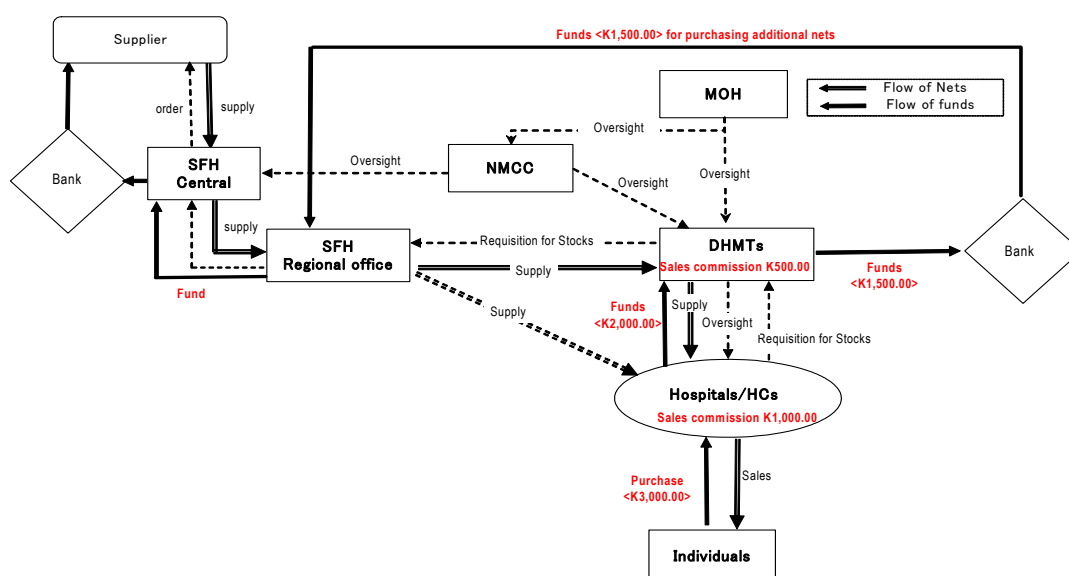 Funds <K1,500.00> for purchasing additional nets
Supplier
MOH
Flow of Nets
Flow of funds
order
supply
Oversight
Bank
SFH
Central
Oversight
NMCC
Oversight
Oversight
supply
SFH
Regional office
Requisition for Stocks
DHMTs
Sales commission K500.00
Bank
Supply
Funds
<K1,500.00>
Fund
Supply
Funds
<K2,000.00>
Supply
Oversight
Requisition for Stocks
Hospitals/HCs
Sales commission K1,000.00
Purchase
<K3,000.00>
Sales
Individuals